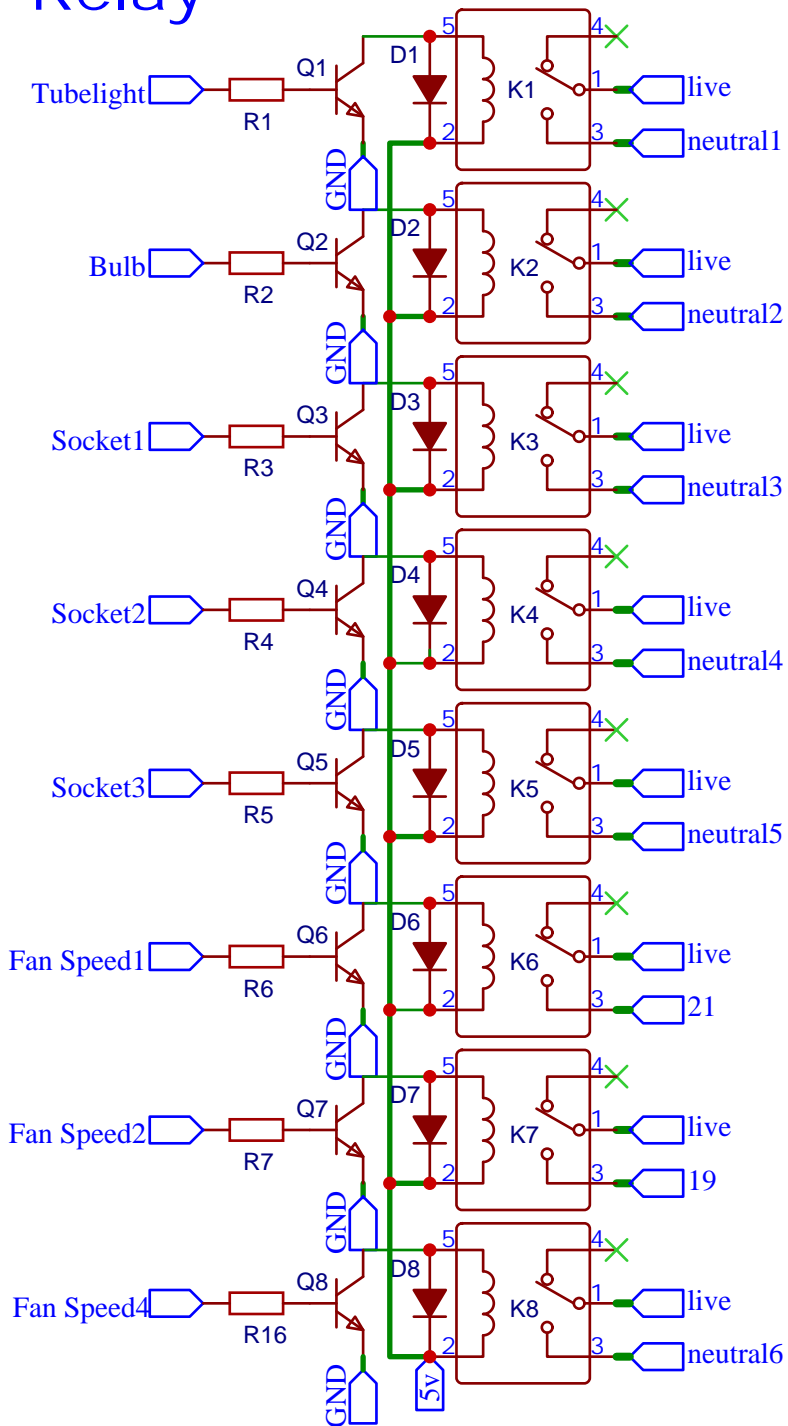 Relay
5 D1 4
Q1 K1 1 live
Tubelight
R1 2 3 neutral1
GND
5 D2 4
Q2 K2 1 live
Bulb
R2 2 3 neutral2
GND
5 D3 4
Q3 K3 1 live
Socket1
R3 2 3 neutral3
GND
5 D4 4
Q4 K4 1 live
Socket2
R4 2 3 neutral4
GND
5 D5 4
Q5 K5 1 live
Socket3
R5 2 3 neutral5
GND
5 D6 4
Q6 K6 1 live
Fan Speed1
R6 2 3 21
GND
5 D7 4
Q7 K7 1 live
Fan Speed2
R7 2 3 19
GND
5 D8 4
Q8 K8 1 live
Fan Speed4
R16 2 3 neutral6
GND 5v